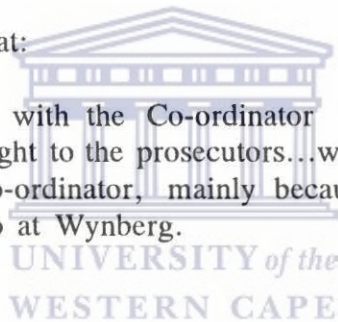 at:
with the Co-ordinator
ght to the prosecutors...w
o-ordinator, mainly becau
at Wynberg.
UNIVERSITY of the
WESTERN CAPE